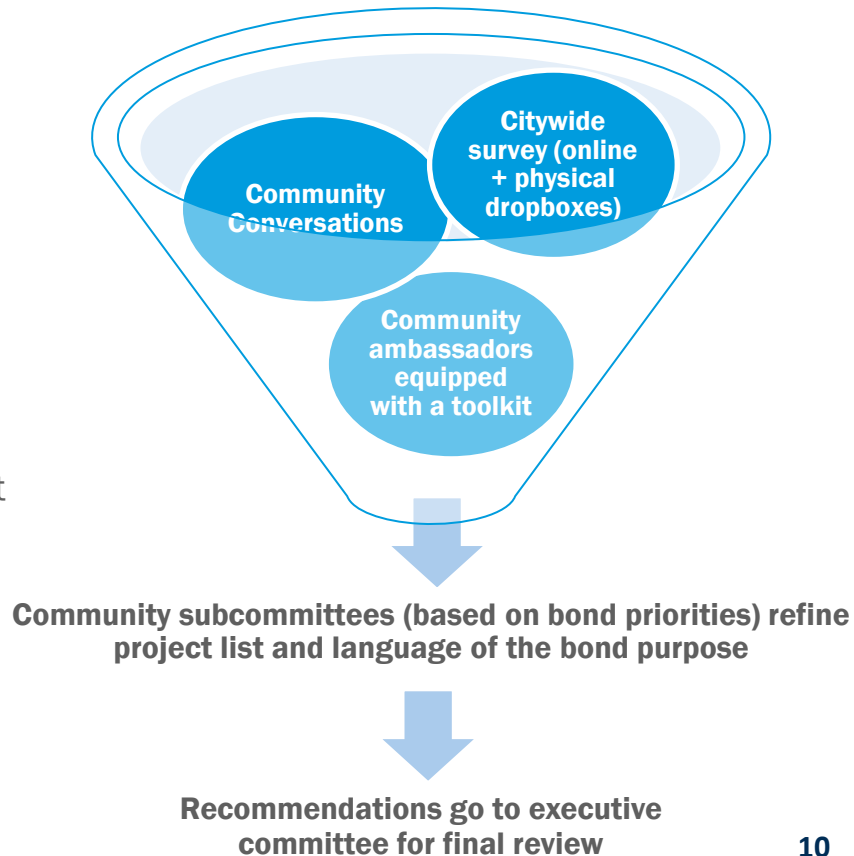 Citywide
survey (online
+ physical
dropboxes)
Community
Conversations
Community
ambassadors
equipped
with a toolkit
t
Community subcommittees (based on bond priorities) refine
project list and language of the bond purpose
Recommendations go to executive
committee for final review
10